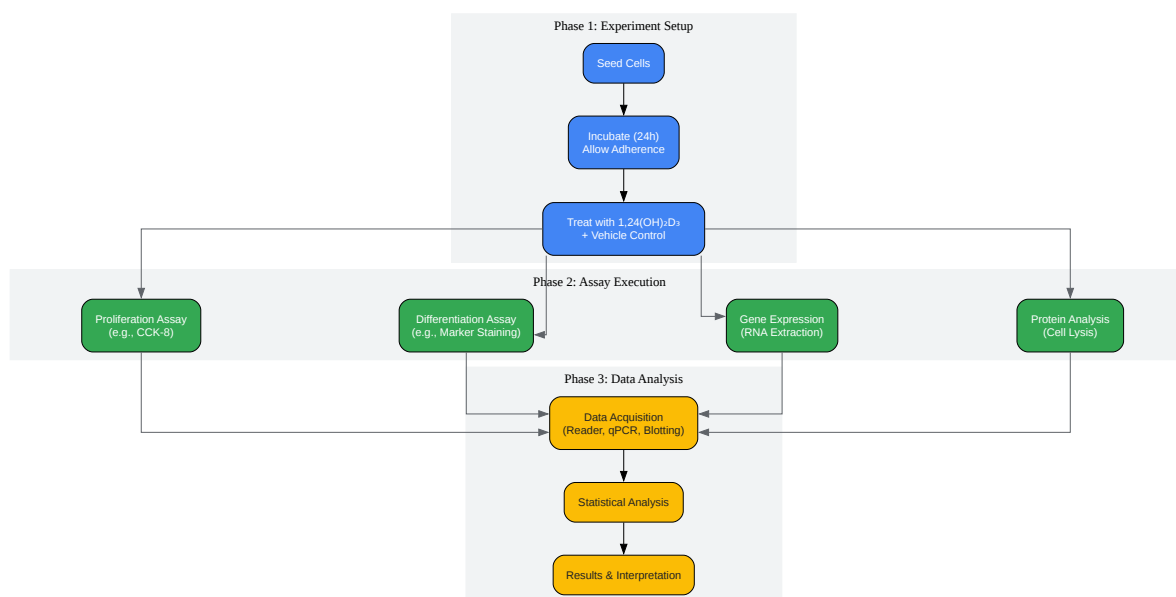 Phase 1: Experiment Setup
Seed Cells
Incubate (24h)
Allow Adherence
Treat with 1,24(OH)₂D₃
+ Vehicle Control
Phase 2: Assay Execution
Proliferation Assay
(e.g., CCK-8)
Differentiation Assay
(e.g., Marker Staining)
Gene Expression
(RNA Extraction)
Protein Analysis
(Cell Lysis)
Phase 3: Data Analysis
Data Acquisition
(Reader, qPCR, Blotting)
Statistical Analysis
Results & Interpretation